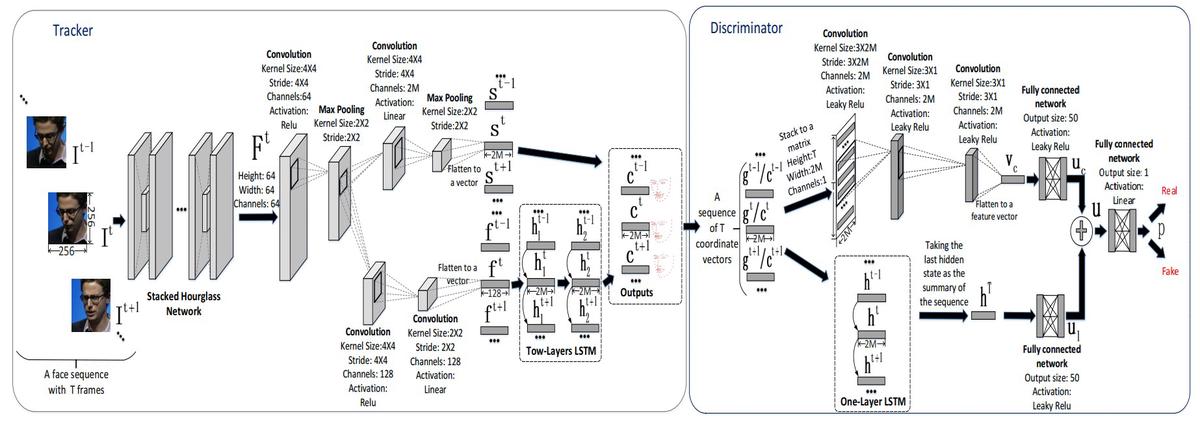 Tracker
I^{t-1}
256
256
I^t
I^{t+1}
A face sequence
with T frames
Stacked Hourglass
Network
F^t
Height: 64
Width: 64
Channels: 64
Convolution
Kernel Size:4X4
Stride: 4X4
Channels:64
Activation:
Relu
Max Pooling
Kernel Size:2X2
Stride:2X2
Convolution
Kernel Size:4X4
Stride: 4X4
Channels: 2M
Activation:
Linear
Max Pooling
Kernel Size:2X2
Stride:2X2
Flatten to
a vector
s^{t-1}
s^t
2M
s^{t+1}
Convolution
Kernel Size:4X4
Stride: 4X4
Channels: 128
Activation:
Relu
Convolution
Kernel Size:2X2
Stride: 2X2
Channels: 128
Activation:
Linear
Flatten to a
vector
f^{t-1}
f^t
128
f^{t+1}
h_1^{t-1}
h_1^t
2M
h_1^{t+1}
h_2^{t-1}
h_2^t
2M
h_2^{t+1}
Tow-Layers LSTM
c^{t-1}
c^t
2M
c^{t+1}
Outputs
Discriminator
A
sequence
of T
coordinate
vectors
g^{t-1}/c^{t-1}
g^t/c^t
2M
g^{t+1}/c^{t+1}
Stack to a
matrix
Height:T
Width:2M
Channels:1
2M
Convolution
Kernel Size:3X2M
Stride: 3X2M
Channels: 2M
Activation:
Leaky Relu
Convolution
Kernel Size:3X1
Stride: 3X1
Channels: 2M
Activation:
Leaky Relu
Convolution
Kernel Size:3X1
Stride: 3X1
Channels: 2M
Activation:
Leaky Relu
Flatten to a
feature vector
v_c
Fully connected
network
Output size: 50
Activation:
Leaky Relu
u_c
Fully connected
network
Output size: 1
Activation:
Linear
u
Real
p
Fake
h^{t-1}
h^t
2M
h^{t+1}
One-Layer LSTM
Taking the
last hidden
state as the
summary of
the sequence
h^T
u_l
Fully connected
network
Output size: 50
Activation:
Leaky Relu